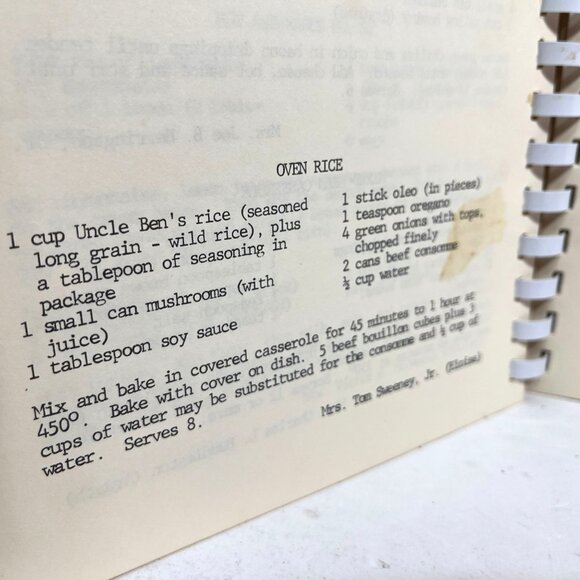 OVEN RICE
1 cup Uncle Ben's rice (seasoned
long grain - wild rice), plus
a tablepoon of seasoning in
package
1 small can mushrooms (with
juice)
1 tablespoon soy sauce
1 stick oleo (in pieces)
1 teaspoon oregano
4 green onions with tops,
chopped finely
2 cans beef consomme
½ cup water
Mix and bake in covered casserole for 45 minutes to 1 hour at
450º. Bake with cover on dish. 5 beef bouillon cubes plus 3
cups of water may be substituted for the consomme and ½ cup of
water. Serves 8.
Mrs. Tom Sweeney, Jr. (Eloise)